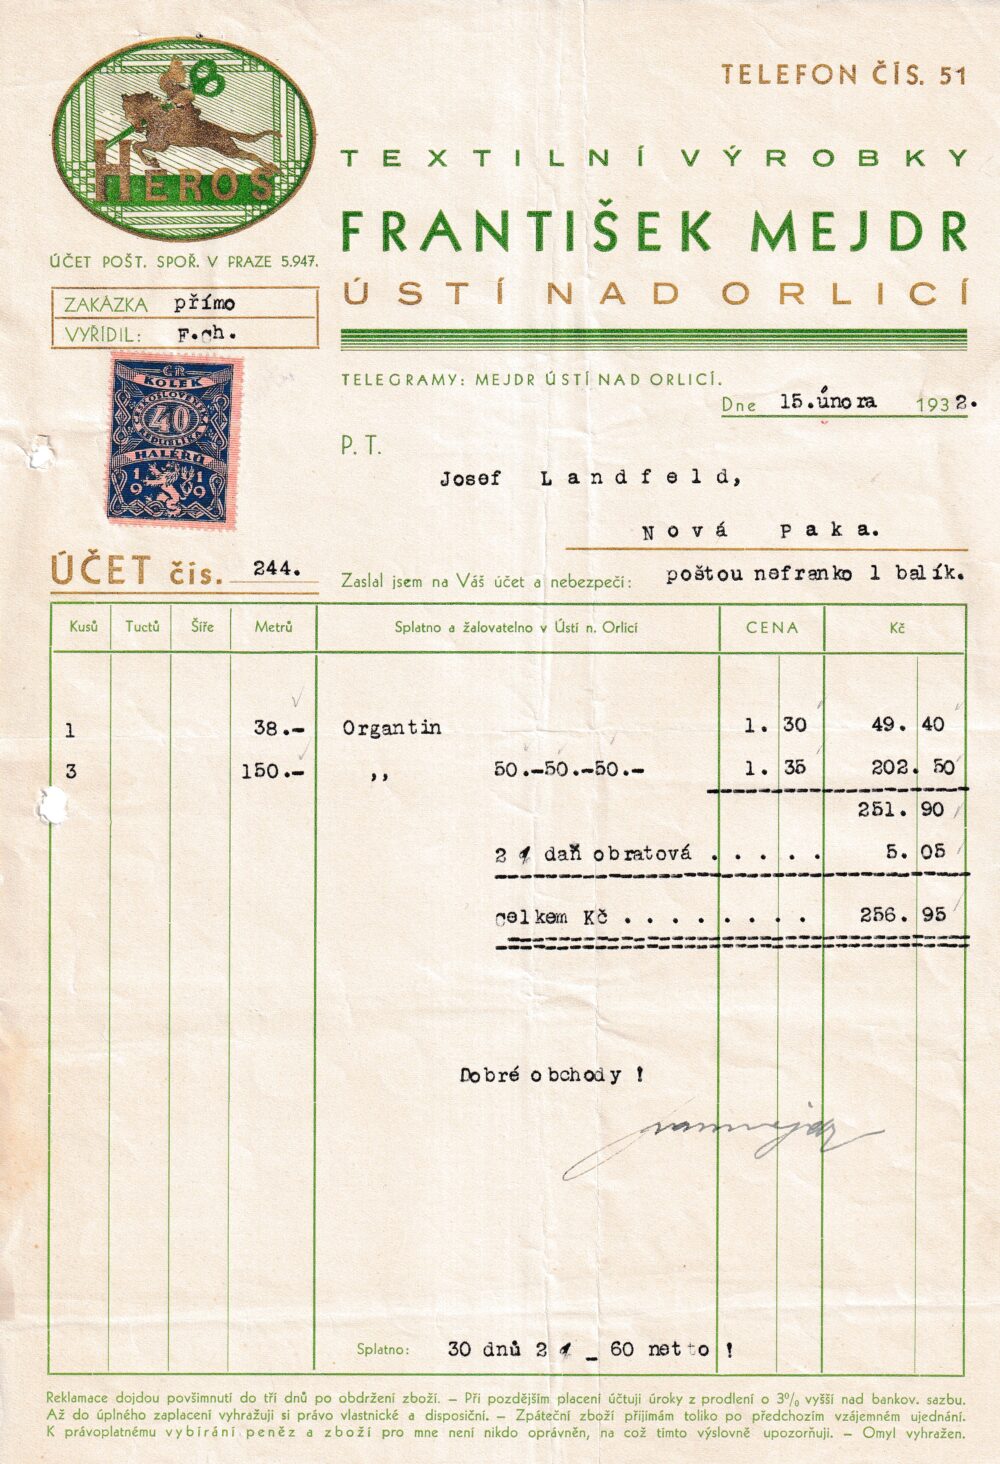 HEROS
TELEFON ČÍS. 51
TEXTILNÍ VÝROBKY
FRANTIŠEK MEJDR
ÚSTÍ NAD ORLICÍ
ÚČET POŠT. SPOŘ. V PRAZE 5.947.
ZAKÁZKA přímo
VYŘÍDIL: F.ch.
TELEGRAMY: MEJDR ÚSTÍ NAD ORLICÍ.
Dne 15.února 1932.
ČR
KOLEK
ČESKOSLOVENSKÁ
40
REPUBLIKA
HALÉŘŮ
1919
P. T.
Josef Landfeld,
Nová Paka.
ÚČET čís. 244.
Zaslal jsem na Váš účet a nebezpečí: poštou nefranko 1 balík.
Kusů Tuctů Šíře Metrů Splatno a žalovatelno v Ústí n. Orlicí CENA Kč
1 38.- Organtin 1. 30 49. 40
3 150.- ,, 50.-50.-50.- 1. 35 202. 50
251. 90
2 % daň obratová . . . . . 5. 05
celkem Kč . . . . . . . . 256. 95
Dobré obchody !
Splatno: 30 dnů 2 % _ 60 netto !
Reklamace dojdou povšimnutí do tří dnů po obdržení zboží. – Při pozdějším placení účtuji úroky z prodlení o 3% vyšší nad bankov. sazbu.
Až do úplného zaplacení vyhražuji si právo vlastnické a disposiční. – Zpáteční zboží přijímám toliko po předchozím vzájemném ujednání.
K právoplatnému vybírání peněz a zboží pro mne není nikdo oprávněn, na což tímto výslovně upozorňuji. – Omyl vyhražen.